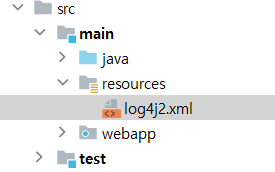 src
main
java
resources
log4j2.xml
webapp
test